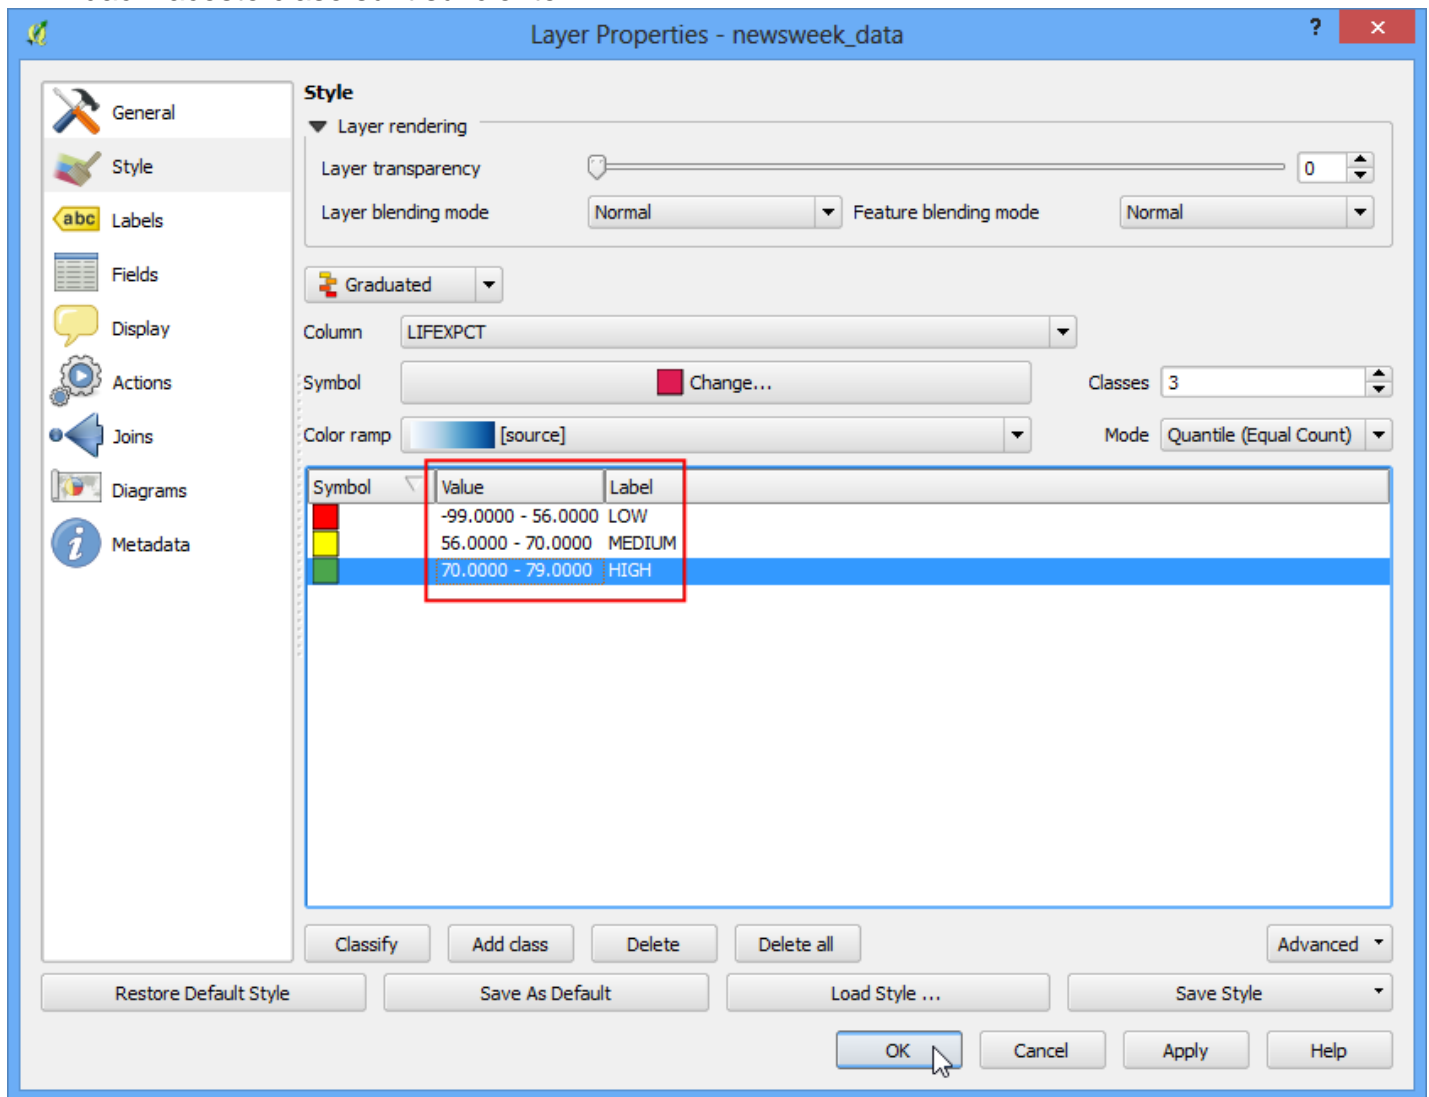 Layer Properties - newsweek_data
?
General
Style
abc
Labels
Fields
Display
Actions
Joins
Diagrams
i
Metadata
Style
Layer rendering
Layer transparency 0
Layer blending mode Normal Feature blending mode Normal
Graduated
Column LIFEXPCT
Symbol Change... Classes 3
Color ramp [source] Mode Quantile (Equal Count)
Symbol Value Label
-99.0000 - 56.0000 LOW
56.0000 - 70.0000 MEDIUM
70.0000 - 79.0000 HIGH
Classify Add class Delete Delete all Advanced
Restore Default Style Save As Default Load Style ... Save Style
OK Cancel Apply Help